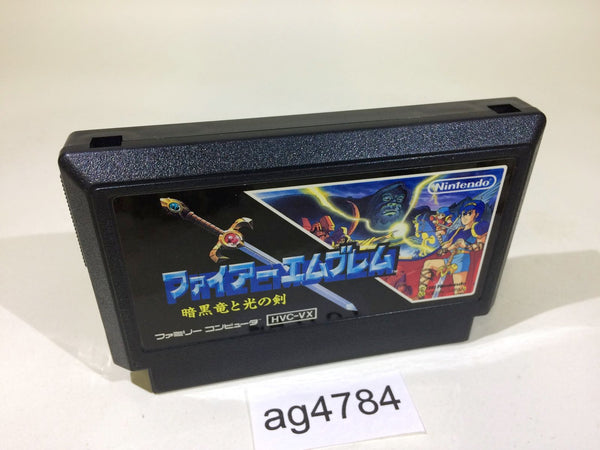 Nintendo
ファイアーエムブレム
暗黒竜と光の剣
ファミリー コンピュータ HVC-VX
ag4784